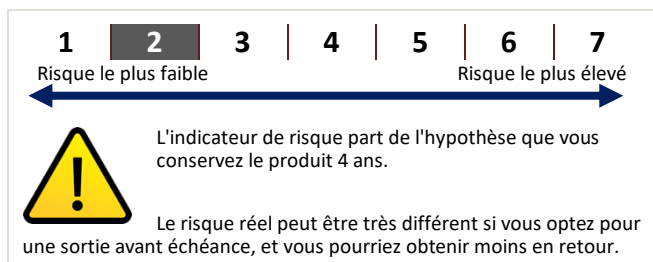 1 2 3 4 5 6 7
Risque le plus faible Risque le plus élevé
L'indicateur de risque part de l'hypothèse que vous
conservez le produit 4 ans.
Le risque réel peut être très différent si vous optez pour
une sortie avant échéance, et vous pourriez obtenir moins en retour.